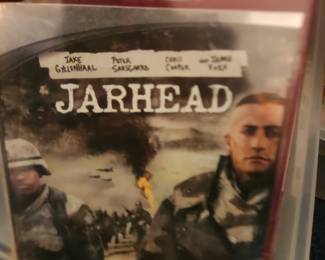 JAKE PETER CHRIS AND JAMIE
GYLLENHAAL SARSGAARD COOPER FOXX
JARHEAD